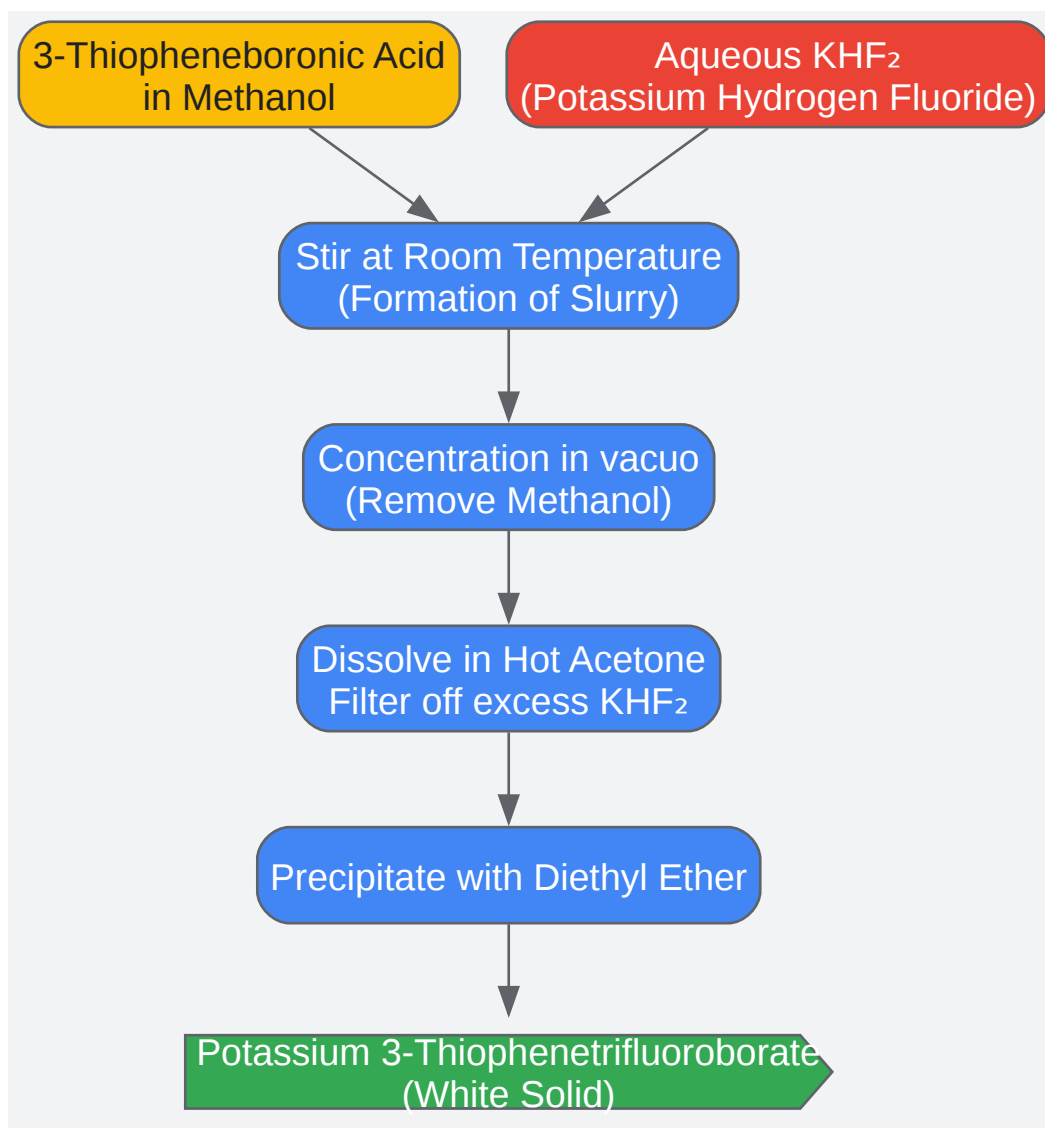 3-Thiopheneboronic Acid
in Methanol
Aqueous KHF₂
(Potassium Hydrogen Fluoride)
Stir at Room Temperature
(Formation of Slurry)
Concentration in vacuo
(Remove Methanol)
Dissolve in Hot Acetone
Filter off excess KHF₂
Precipitate with Diethyl Ether
Potassium 3-Thiophenetrifluoroborate
(White Solid)